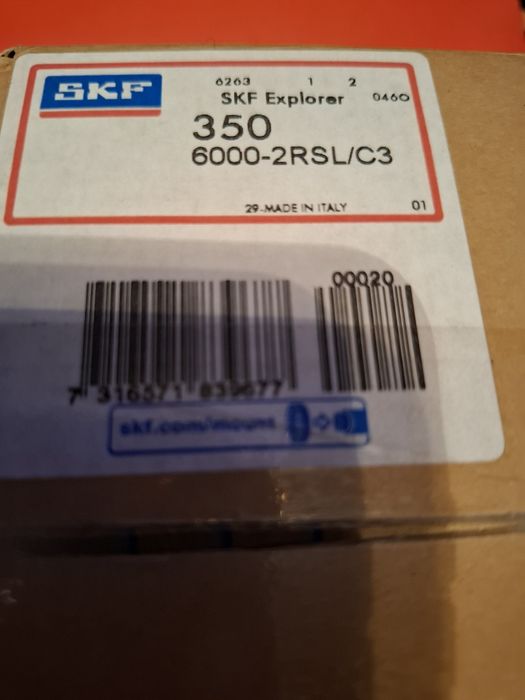 SKF
6263 1 2
SKF Explorer 0460
350
6000-2RSL/C3
29-MADE IN ITALY 01
00020
skf.com/mount